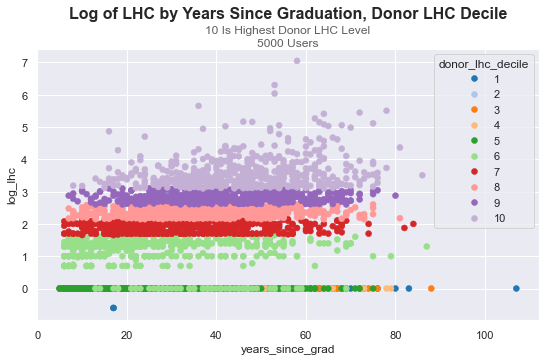 Log of LHC by Years Since Graduation, Donor LHC Decile
10 Is Highest Donor LHC Level
5000 Users
donor_lhc_decile
1
2
3
4
5
6
7
8
9
10
log_lhc
7
6
5
4
3
2
1
0
0 20 40 60 80 100
years_since_grad